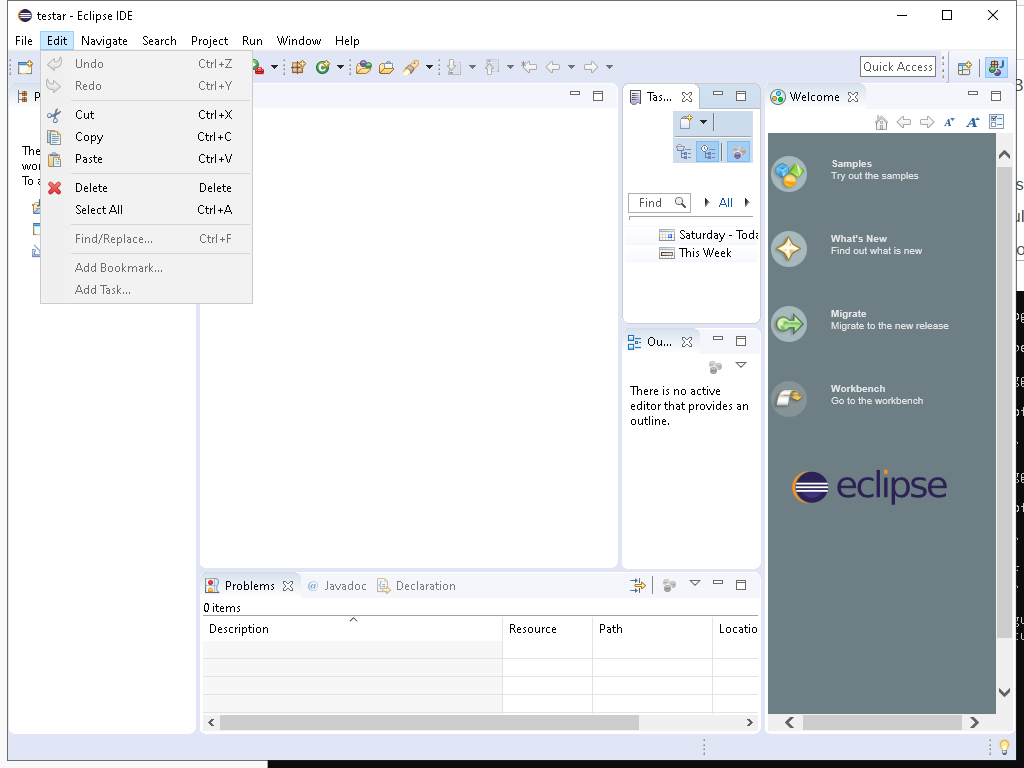 testar - Eclipse IDE
File Edit Navigate Search Project Run Window Help
Quick Access
Undo Ctrl+Z
Redo Ctrl+Y
Cut Ctrl+X
Copy Ctrl+C
Paste Ctrl+V
Delete Delete
Select All Ctrl+A
Find/Replace... Ctrl+F
Add Bookmark...
Add Task...
Tas...
Find
All
Saturday - Toda
This Week
Ou...
There is no active
editor that provides an
outline.
Welcome
Samples
Try out the samples
What's New
Find out what is new
Migrate
Migrate to the new release
Workbench
Go to the workbench
eclipse
Problems @ Javadoc Declaration
0 items
Description Resource Path Locatio